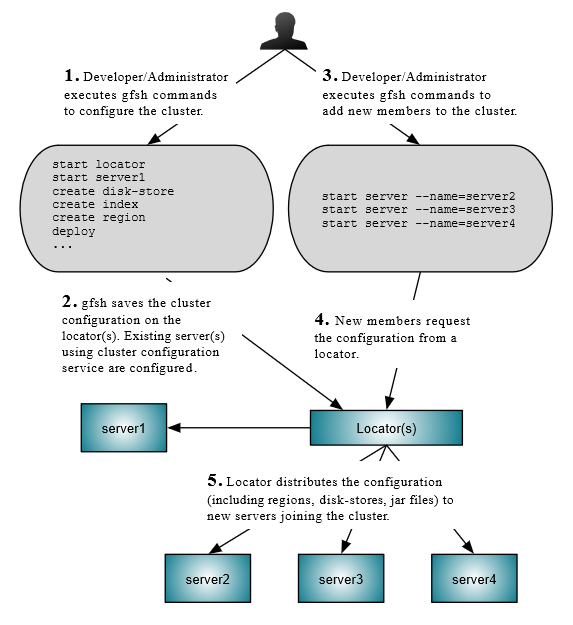 1. Developer/Administrator
executes gfsh commands
to configure the cluster.
3. Developer/Administrator
executes gfsh commands to
add new members to the cluster.
start locator
start server1
create disk-store
create index
create region
deploy
...
start server --name=server2
start server --name=server3
start server --name=server4
2. gfsh saves the cluster
configuration on the
locator(s). Existing server(s)
using cluster configuration
service are configured.
4. New members request
the configuration from a
locator.
server1
Locator(s)
5. Locator distributes the configuration
(including regions, disk-stores, jar files) to
new servers joining the cluster.
server2
server3
server4